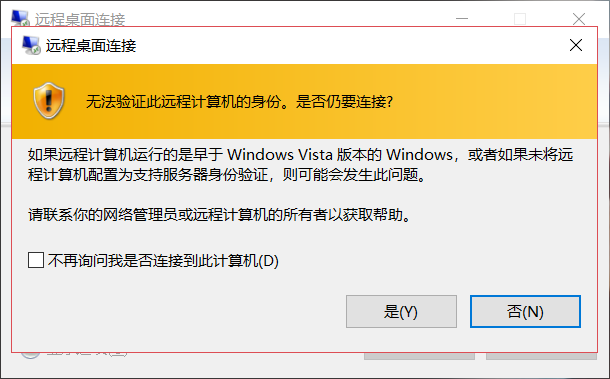 远程桌面连接
远程桌面连接
无法验证此远程计算机的身份。是否仍要连接?
如果远程计算机运行的是早于 Windows Vista 版本的 Windows，或者如果未将远
程计算机配置为支持服务器身份验证，则可能会发生此问题。
请联系你的网络管理员或远程计算机的所有者以获取帮助。
不再询问我是否连接到此计算机(D)
是(Y)
否(N)